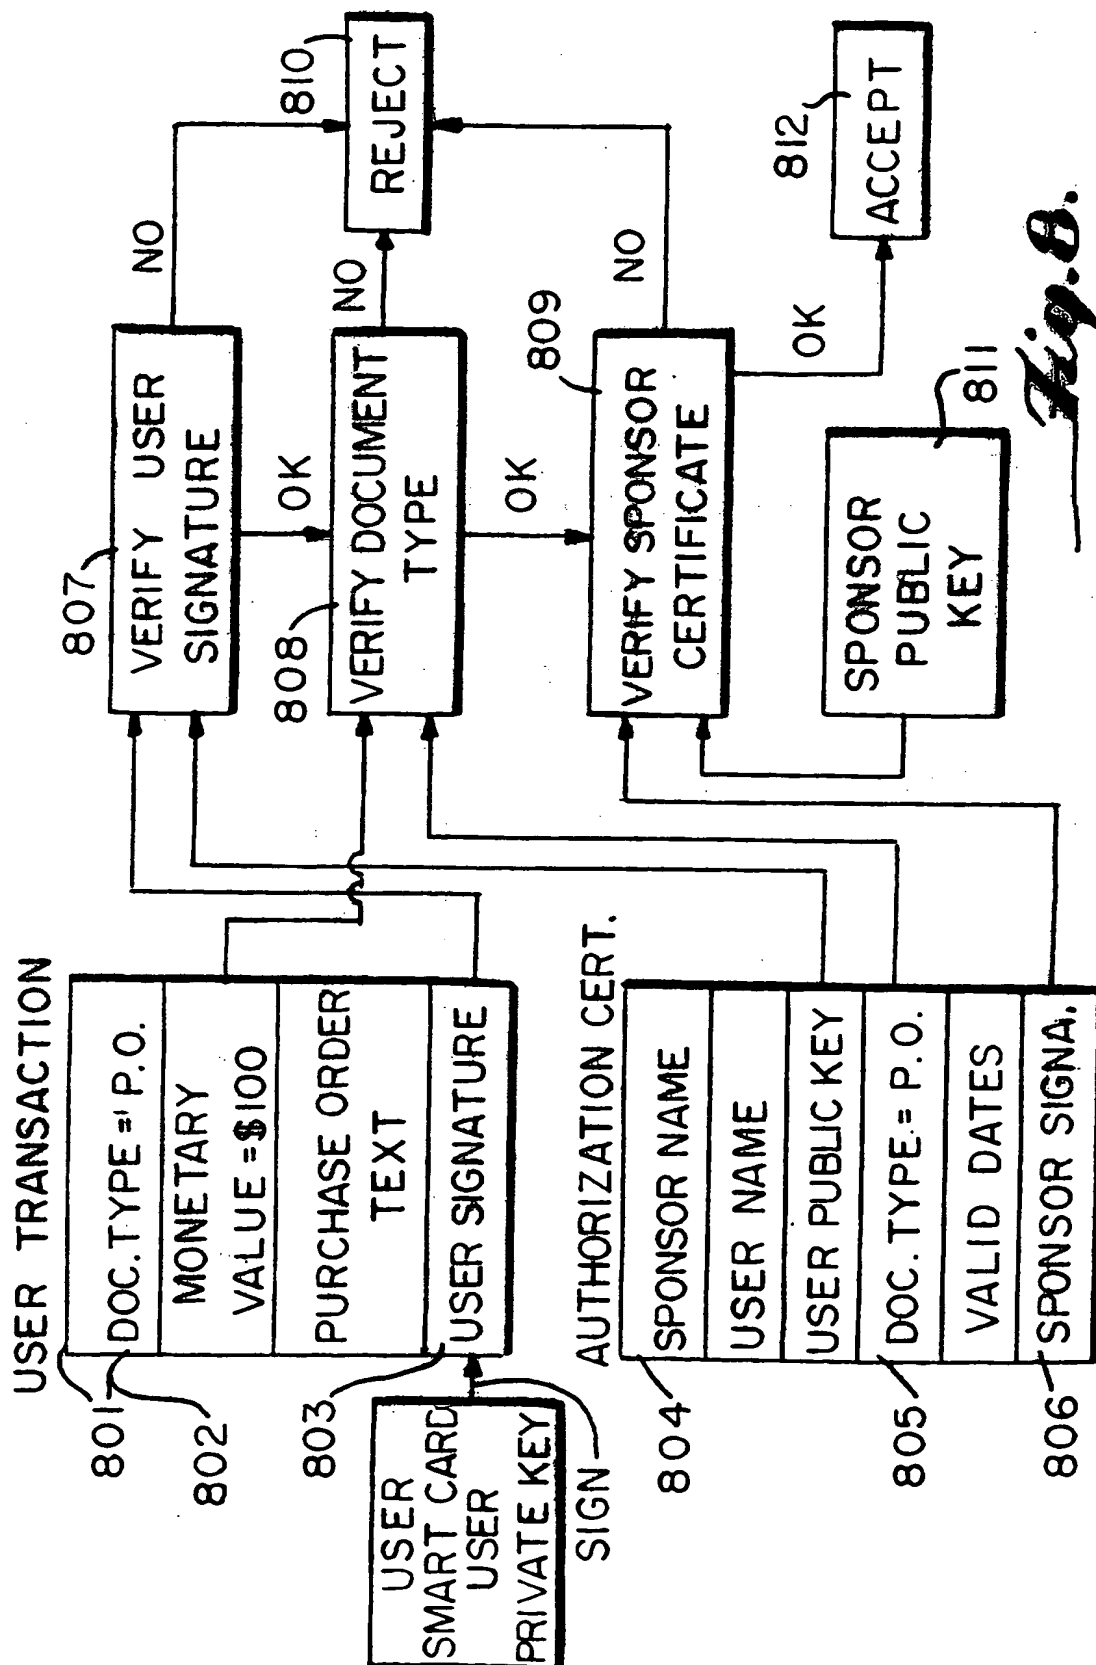 USER TRANSACTION
801
DOC.TYPE='P.O.
802
MONETARY
VALUE=$100
PURCHASE ORDER
TEXT
803
USER SIGNATURE
USER
SMART CARD
USER
PRIVATE KEY
SIGN
AUTHORIZATION CERT.
804
SPONSOR NAME
USER NAME
USER PUBLIC KEY
805
DOC.TYPE=P.O.
VALID DATES
806
SPONSOR SIGNA.
807
VERIFY USER
SIGNATURE
NO
OK
808
VERIFY DOCUMENT
TYPE
NO
OK
809
VERIFY SPONSOR
CERTIFICATE
NO
OK
810
REJECT
811
SPONSOR
PUBLIC
KEY
812
ACCEPT
Fig.8.